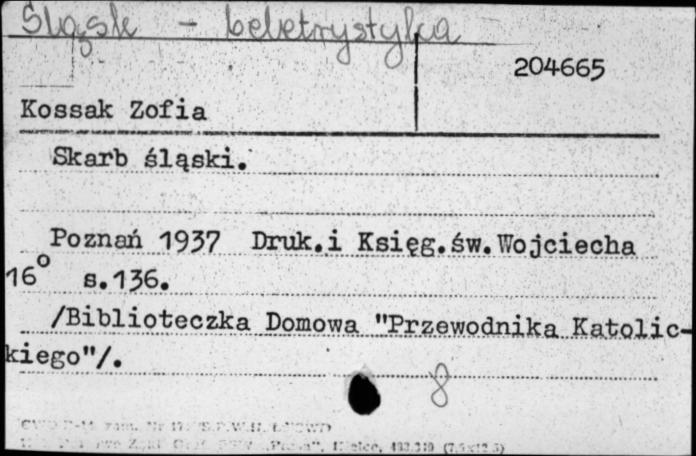 Śląsk - beletrystyka
204665
Kossak Zofia
Skarb śląski.
Poznań 1937 Druk.i Księg.św.Wojciecha
16° s.136.
/Biblioteczka Domowa "Przewodnika Katolic-
kiego"/.
8